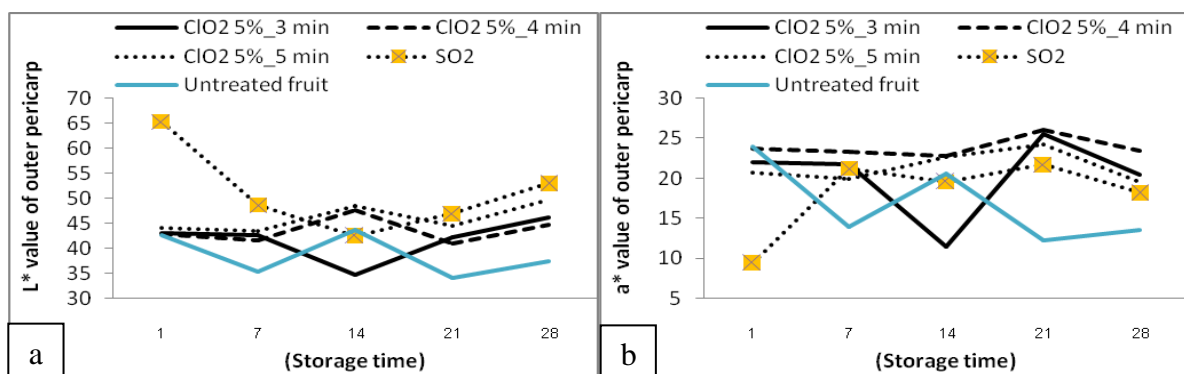 ClO2 5%_3 min ClO2 5%_4 min
ClO2 5%_5 min SO2
Untreated fruit
L* value of outer pericarp
70
65
60
55
50
45
40
35
30
1 7 14 21 28
(Storage time)
a
ClO2 5%_3 min ClO2 5%_4 min
ClO2 5%_5 min SO2
Untreated fruit
a* value of outer pericarp
30
25
20
15
10
5
1 7 14 21 28
(Storage time)
b